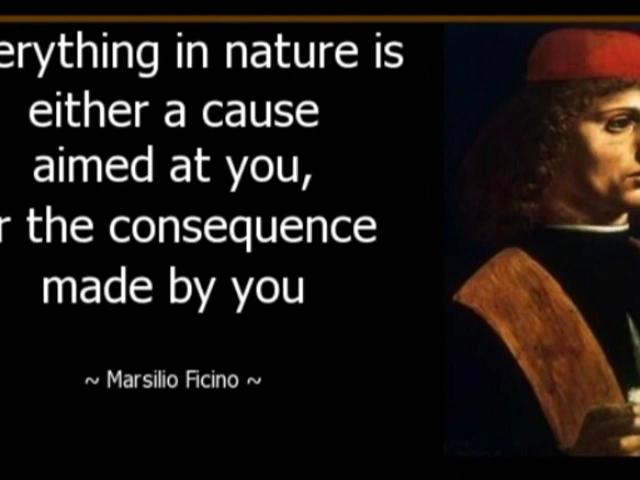 erything in nature is
either a cause
aimed at you,
r the consequence
made by you
~ Marsilio Ficino ~